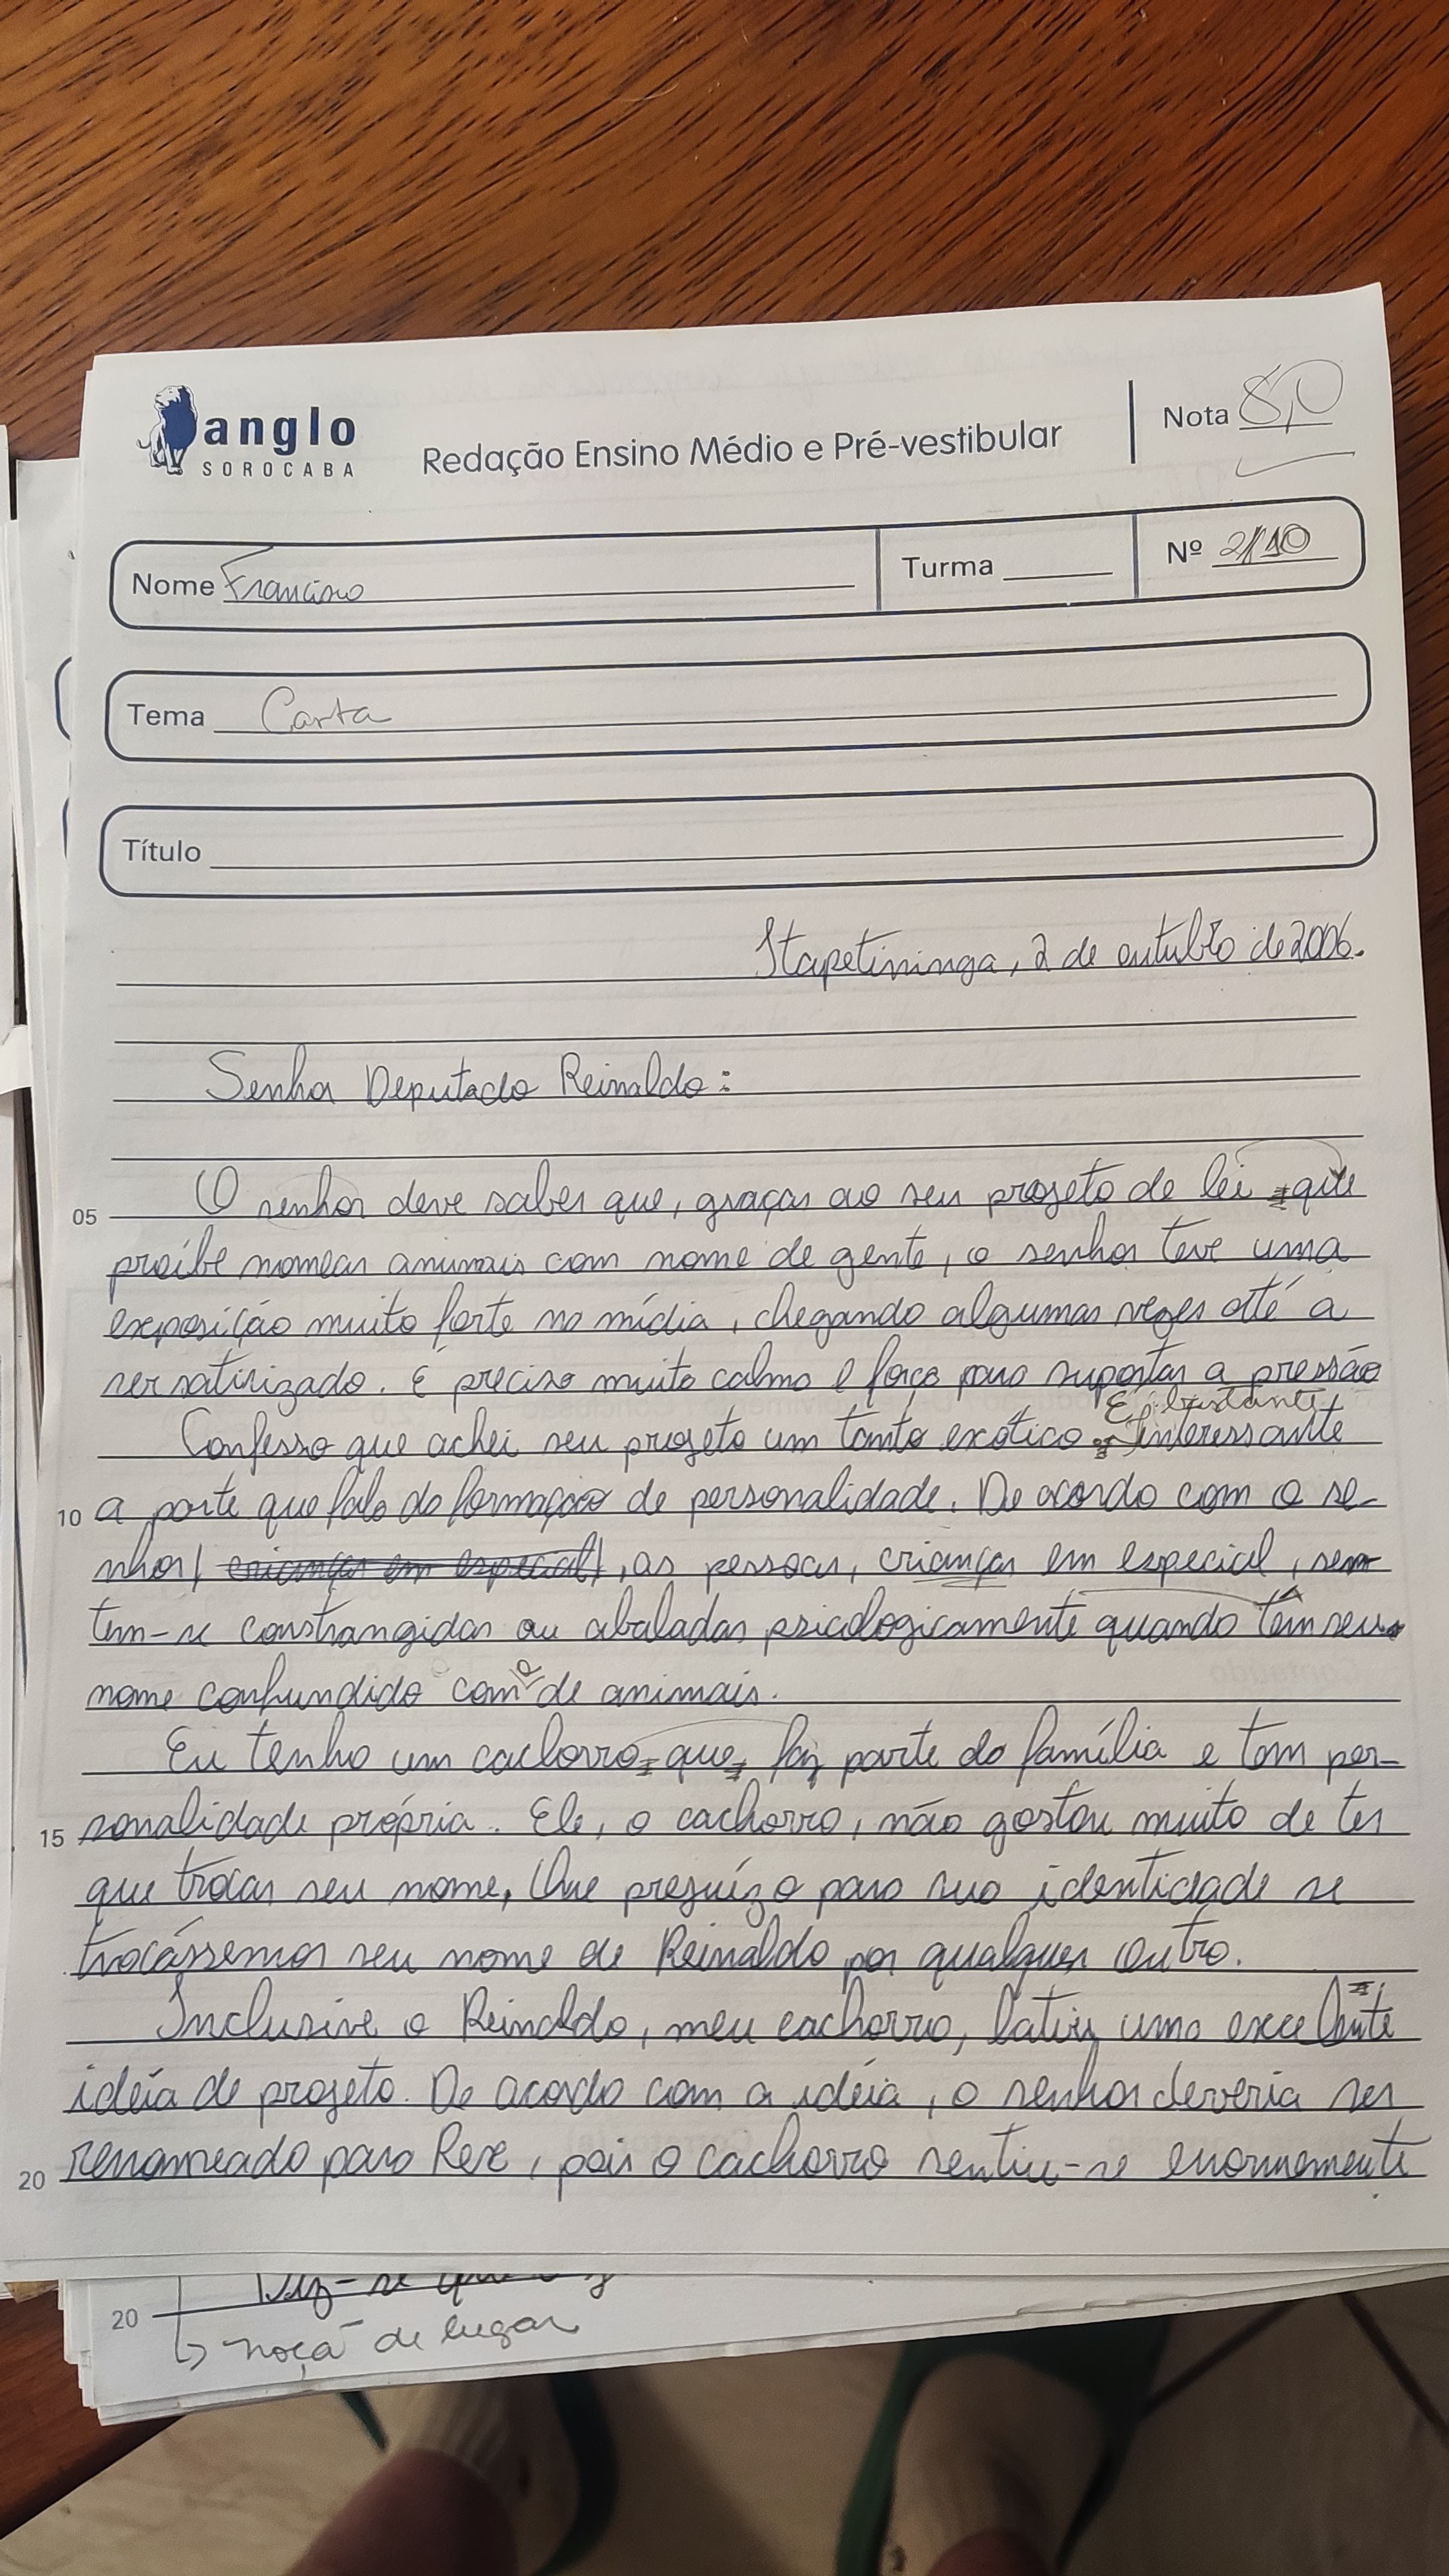 anglo
SOROCABA
Redação Ensino Médio e Pré-vestibular
Nota 8,0
Nome Francisco
Turma
Nº 2/10
Tema Carta
Título
Itapetininga, 2 de outubro de 2006.
Senhor Deputado Reinaldo:
05 O senhor deve saber que, graças ao seu projeto de lei que
proíbe nomear animais com nome de gente, o senhor teve uma
exposição muito forte na mídia, chegando algumas vezes até a
ser satirizado. É preciso muita calma e força para suportar a pressão
É bastante
Confesso que achei seu projeto um tanto exótico. interessante
10 a parte que fala da formação de personalidade. De acordo com o se-
nhor, crianças em especial, as pessoas, crianças em especial, sen-
tem-se constrangidas ou abaladas psicologicamente quando têm seu
nome confundido com o de animais.
Eu tenho um cachorro que faz parte da família e tem per-
15 sonalidade própria. Ele, o cachorro, não gostou muito de ter
que trocar seu nome, Que prejuízo para sua identidade se
trocássemos seu nome de Reinaldo por qualquer outro.
Inclusive o Reinaldo, meu cachorro, latiu uma excelente
idéia de projeto. De acordo com a idéia, o senhor deveria ser
20 renomeado para Rex, pois o cachorro sentiu-se enormemente
Diz-se que
20
↳ noçã de lugar